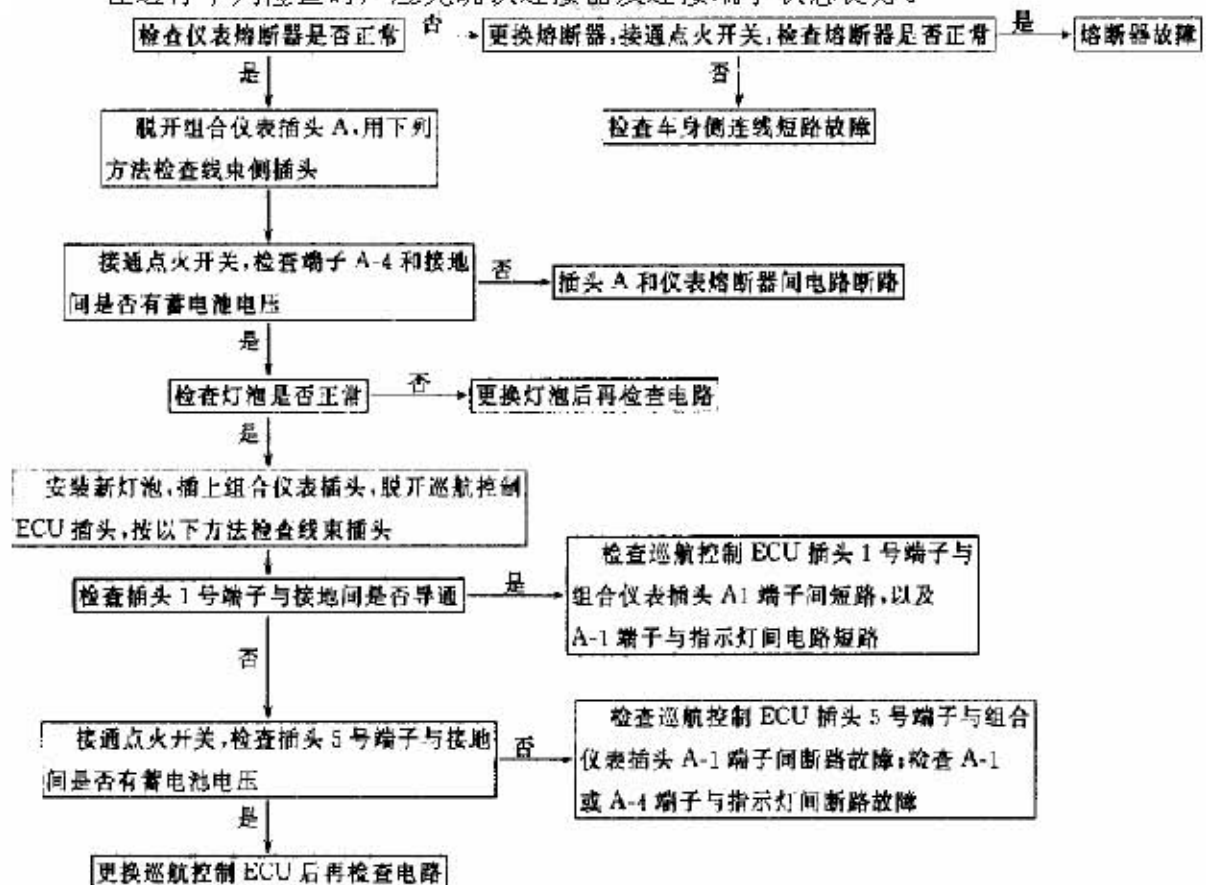 检查仪表熔断器是否正常
否
更换熔断器,接通点火开关,检查熔断器是否正常
是
熔断器故障
是
否
脱开组合仪表插头 A,用下列
方法检查线束侧插头
检查车身侧连线短路故障
接通点火开关,检查端子 A-4 和接地
间是否有蓄电池电压
否
插头 A 和仪表熔断器间电路断路
是
检查灯泡是否正常
否
更换灯泡后再检查电路
是
安装新灯泡,插上组合仪表插头,脱开巡航控制
ECU 插头,按以下方法检查线束插头
检查插头 1 号端子与接地间是否导通
是
检查巡航控制 ECU 插头 1 号端子与
组合仪表插头 A1 端子间短路,以及
A-1 端子与指示灯间电路短路
否
接通点火开关,检查插头 5 号端子与接地
间是否有蓄电池电压
否
检查巡航控制 ECU 插头 5 号端子与组合
仪表插头 A-1 端子间断路故障;检查 A-1
或 A-4 端子与指示灯间断路故障
是
更换巡航控制 ECU 后再检查电路